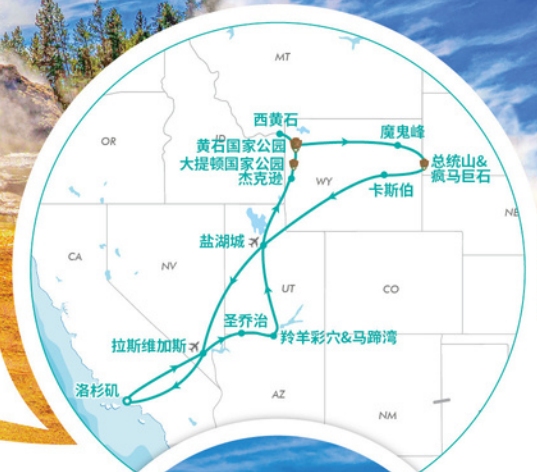 MT
OR
ID
西黄石
黄石国家公园
大提顿国家公园
杰克逊
魔鬼峰
总统山&
疯马巨石
WY
卡斯伯
NE
盐湖城
CA
NV
UT
CO
圣乔治
拉斯维加斯
羚羊彩穴&马蹄湾
洛杉矶
AZ
NM